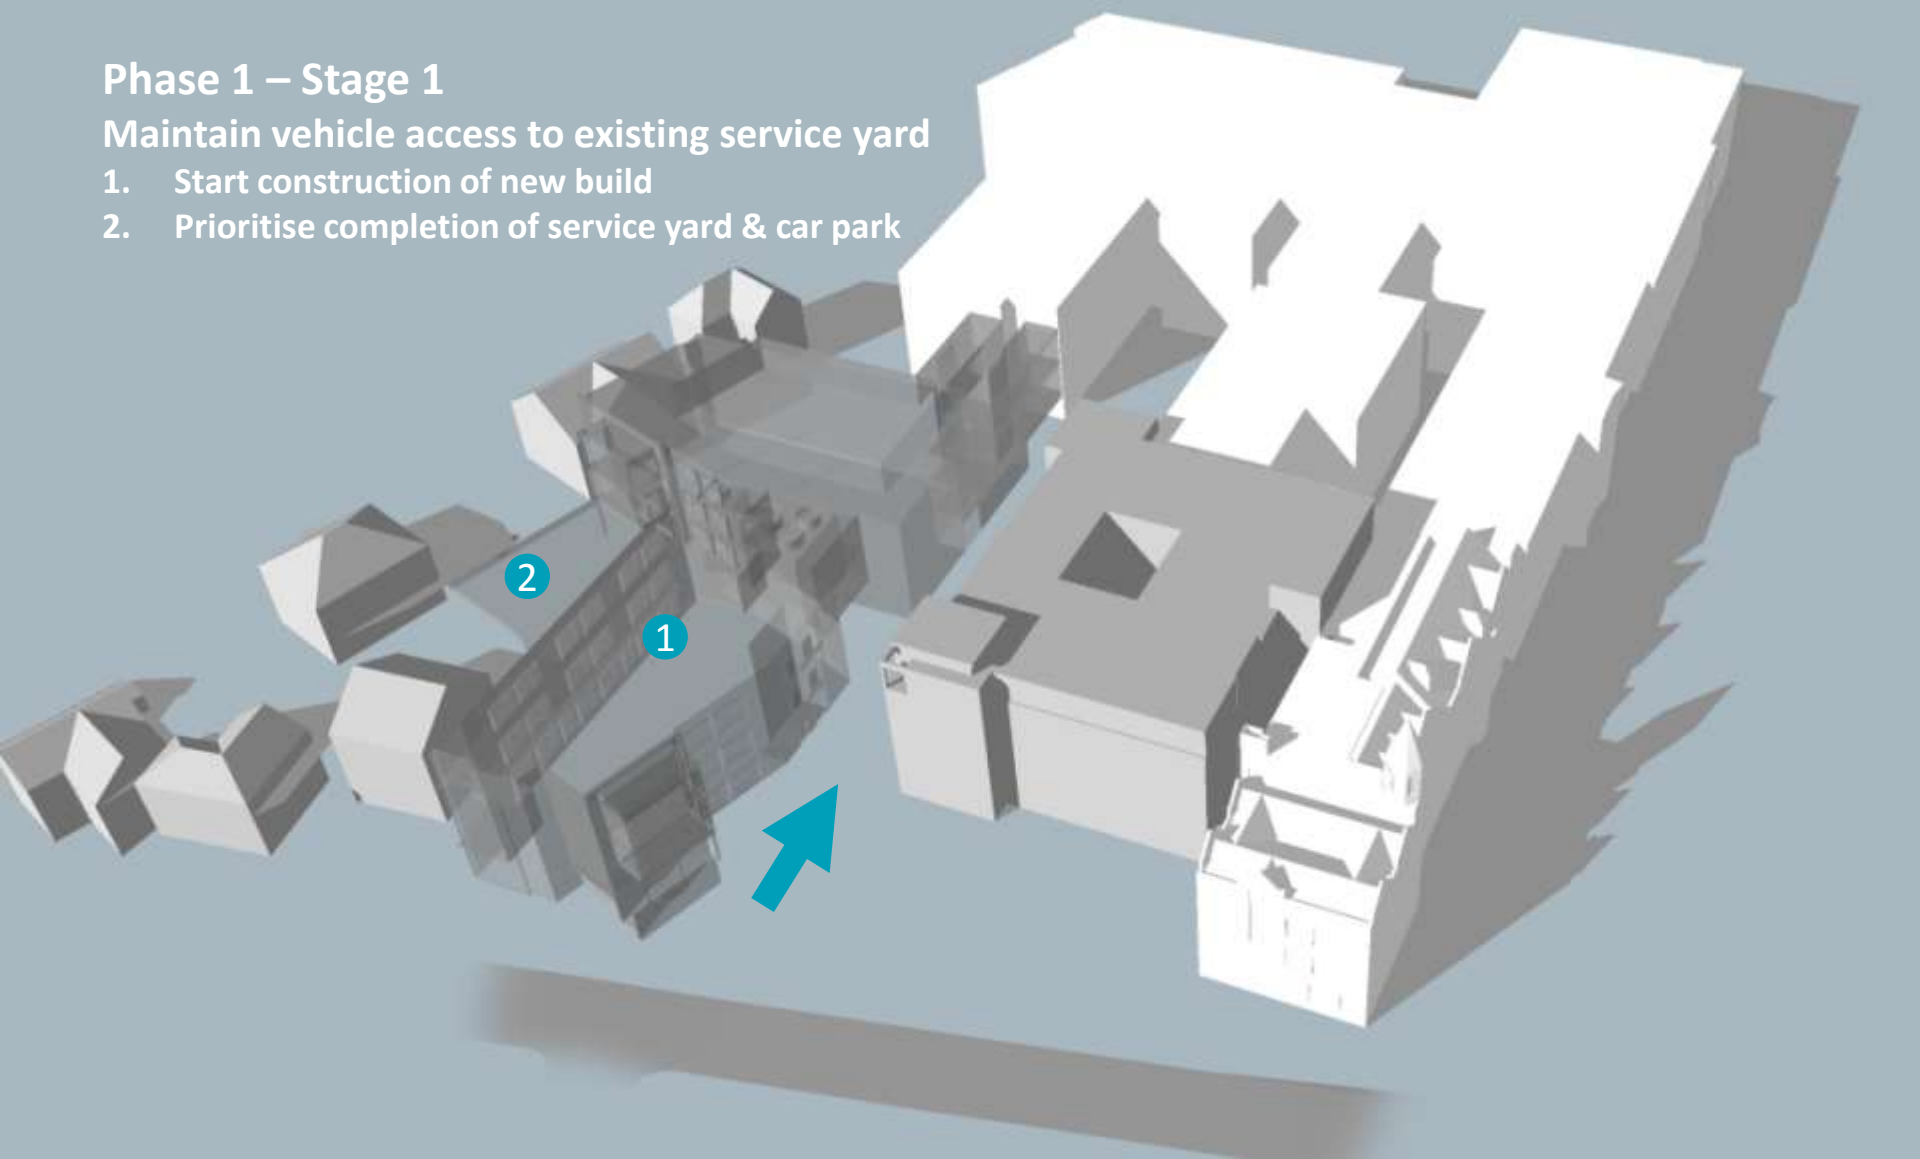 Phase 1 – Stage 1
Maintain vehicle access to existing service yard
1. Start construction of new build
2. Prioritise completion of service yard & car park
2
1